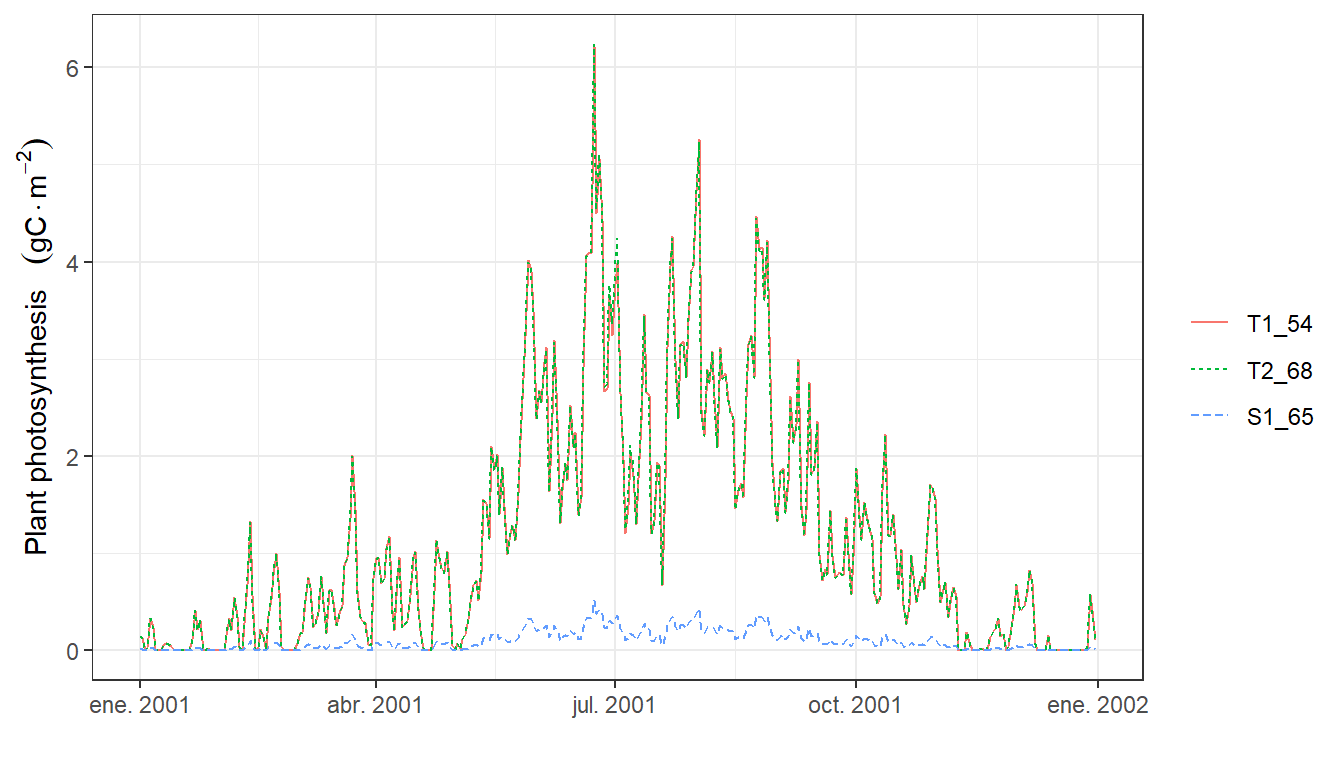 Plant photosynthesis (gC · m⁻²)
6
4
2
0
ene. 2001
abr. 2001
jul. 2001
oct. 2001
ene. 2002
T1_54
T2_68
S1_65